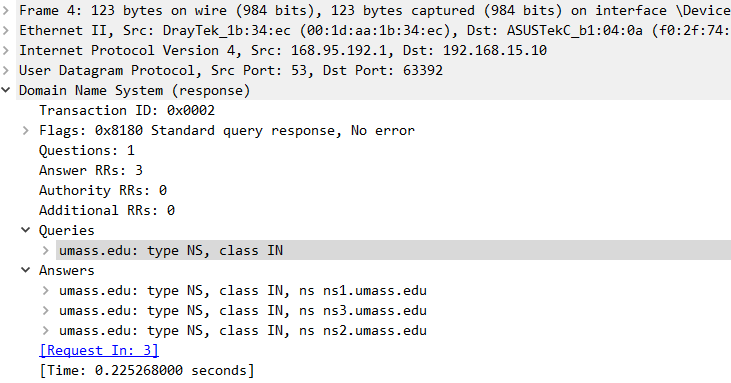 Frame 4: 123 bytes on wire (984 bits), 123 bytes captured (984 bits) on interface \Device
Ethernet II, Src: DrayTek_1b:34:ec (00:1d:aa:1b:34:ec), Dst: ASUSTekC_b1:04:0a (f0:2f:74:
Internet Protocol Version 4, Src: 168.95.192.1, Dst: 192.168.15.10
User Datagram Protocol, Src Port: 53, Dst Port: 63392
Domain Name System (response)
Transaction ID: 0x0002
Flags: 0x8180 Standard query response, No error
Questions: 1
Answer RRs: 3
Authority RRs: 0
Additional RRs: 0
Queries
umass.edu: type NS, class IN
Answers
umass.edu: type NS, class IN, ns ns1.umass.edu
umass.edu: type NS, class IN, ns ns3.umass.edu
umass.edu: type NS, class IN, ns ns2.umass.edu
[Request In: 3]
[Time: 0.225268000 seconds]